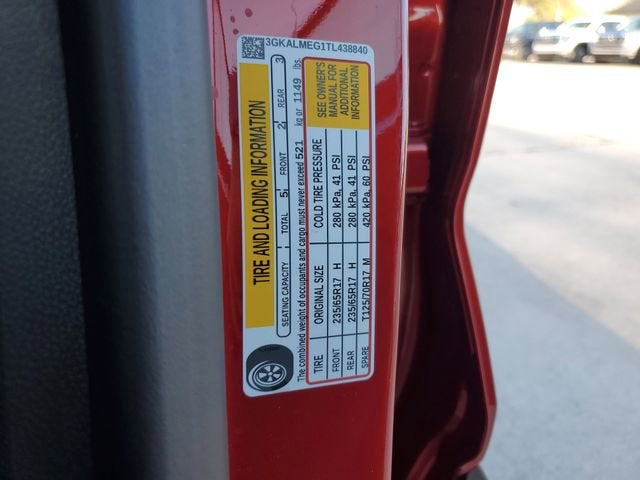 3GKALMEG1TL438840
TIRE AND LOADING INFORMATION
SEATING CAPACITY TOTAL 5 FRONT 2 REAR 3
The combined weight of occupants and cargo must never exceed 521 kg or 1149 lbs.
TIRE ORIGINAL SIZE COLD TIRE PRESSURE
FRONT 235/65R17 H 280 kPa, 41 PSI
REAR 235/65R17 H 280 kPa, 41 PSI
SPARE T125/70R17 M 420 kPa, 60 PSI
SEE OWNER'S
MANUAL FOR
ADDITIONAL
INFORMATION